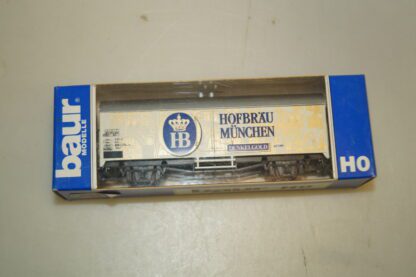 baur
MODELLE
HB
HOFBRÄU
MÜNCHEN
DUNKELGOLD
HO